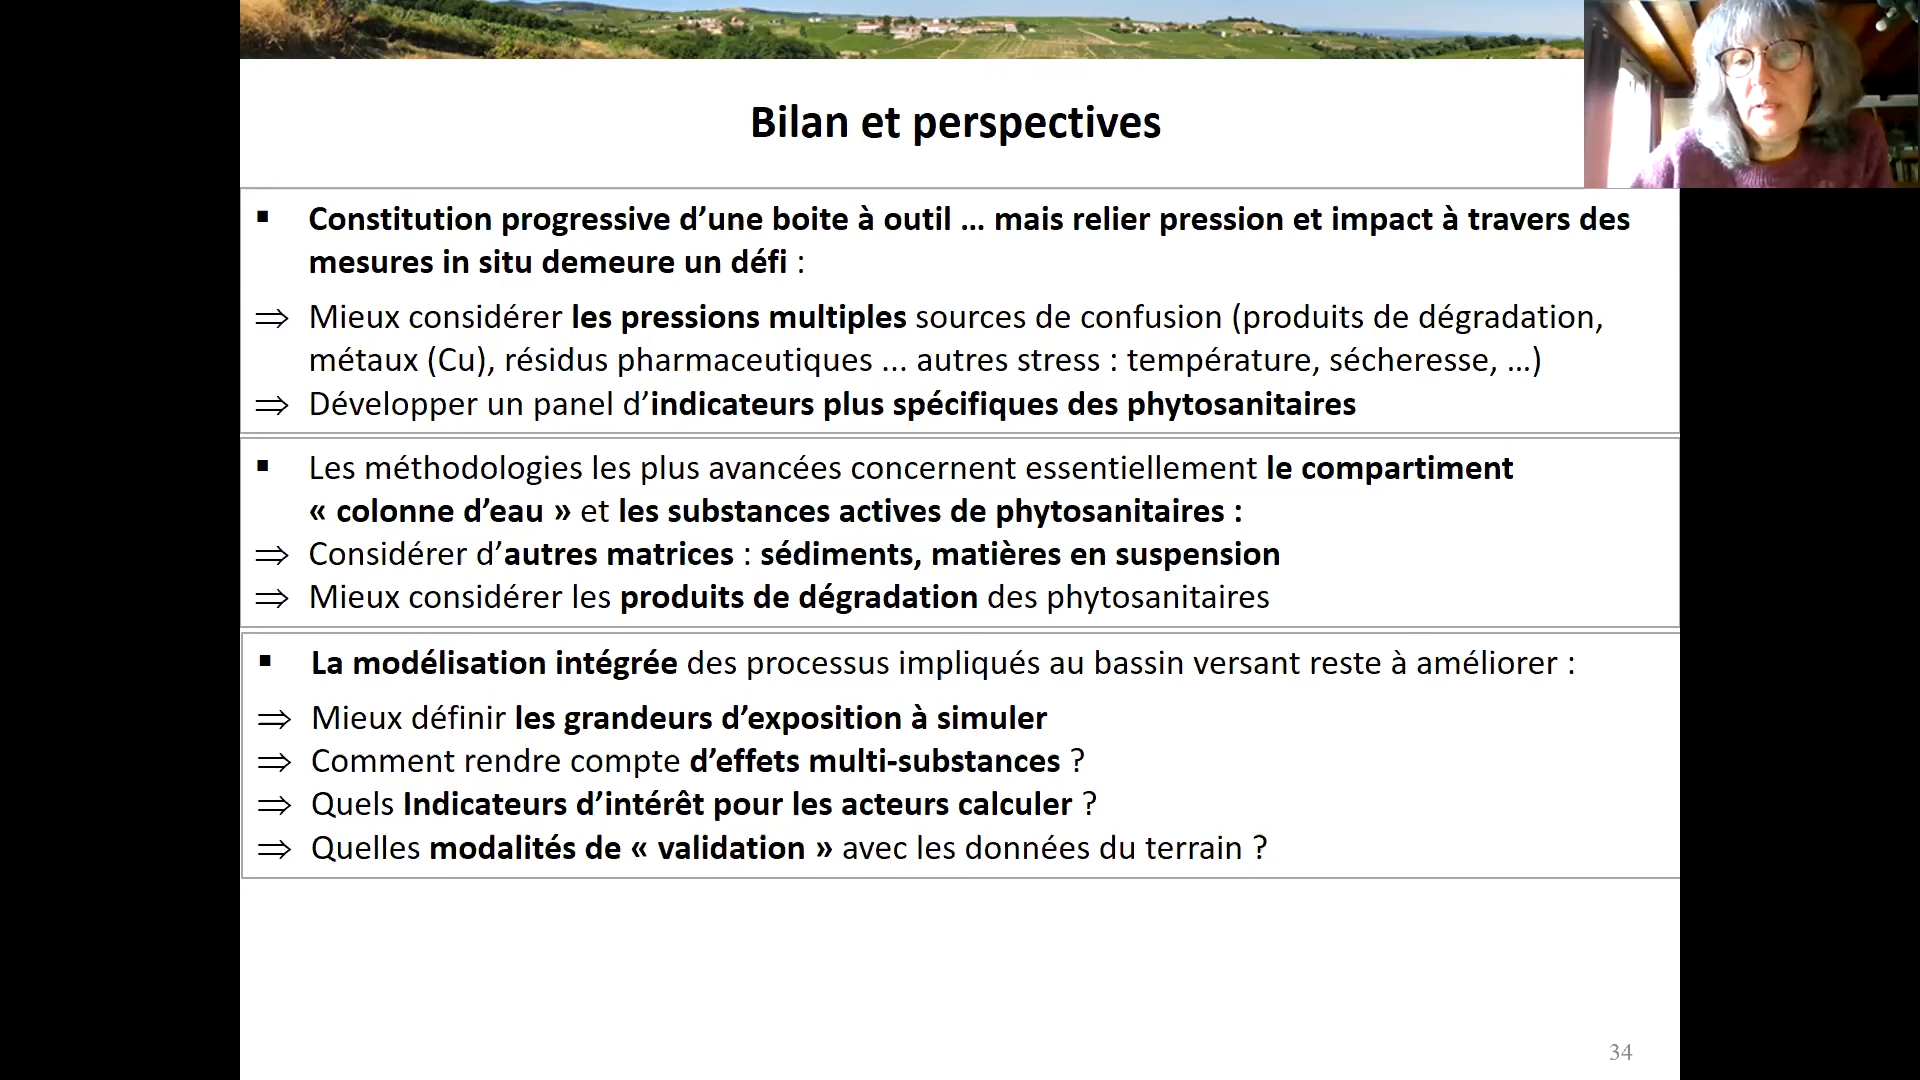 Bilan et perspectives
▪ Constitution progressive d’une boite à outil … mais relier pression et impact à travers des
mesures in situ demeure un défi :
⇒ Mieux considérer les pressions multiples sources de confusion (produits de dégradation,
métaux (Cu), résidus pharmaceutiques ... autres stress : température, sécheresse, …)
⇒ Développer un panel d’indicateurs plus spécifiques des phytosanitaires
▪ Les méthodologies les plus avancées concernent essentiellement le compartiment
« colonne d’eau » et les substances actives de phytosanitaires :
⇒ Considérer d’autres matrices : sédiments, matières en suspension
⇒ Mieux considérer les produits de dégradation des phytosanitaires
▪ La modélisation intégrée des processus impliqués au bassin versant reste à améliorer :
⇒ Mieux définir les grandeurs d’exposition à simuler
⇒ Comment rendre compte d’effets multi-substances ?
⇒ Quels Indicateurs d’intérêt pour les acteurs calculer ?
⇒ Quelles modalités de « validation » avec les données du terrain ?
34